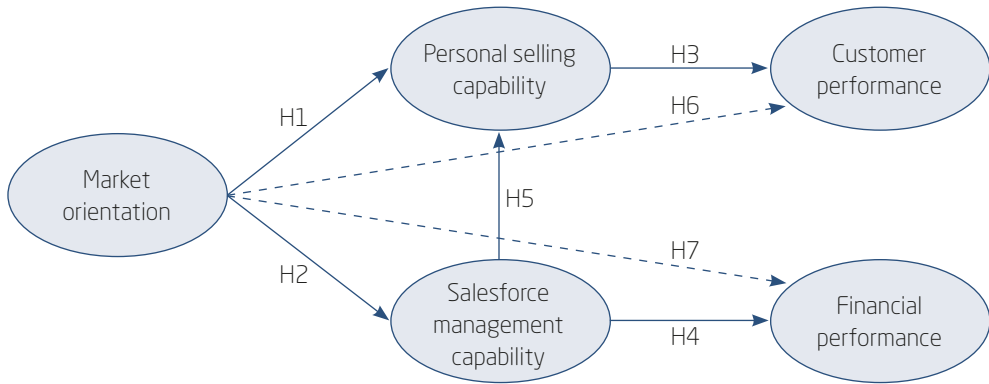 Personal selling
capability
H3
Customer
performance
H1
H6
Market
orientation
H5
H2
H7
Salesforce
management
capability
H4
Financial
performance